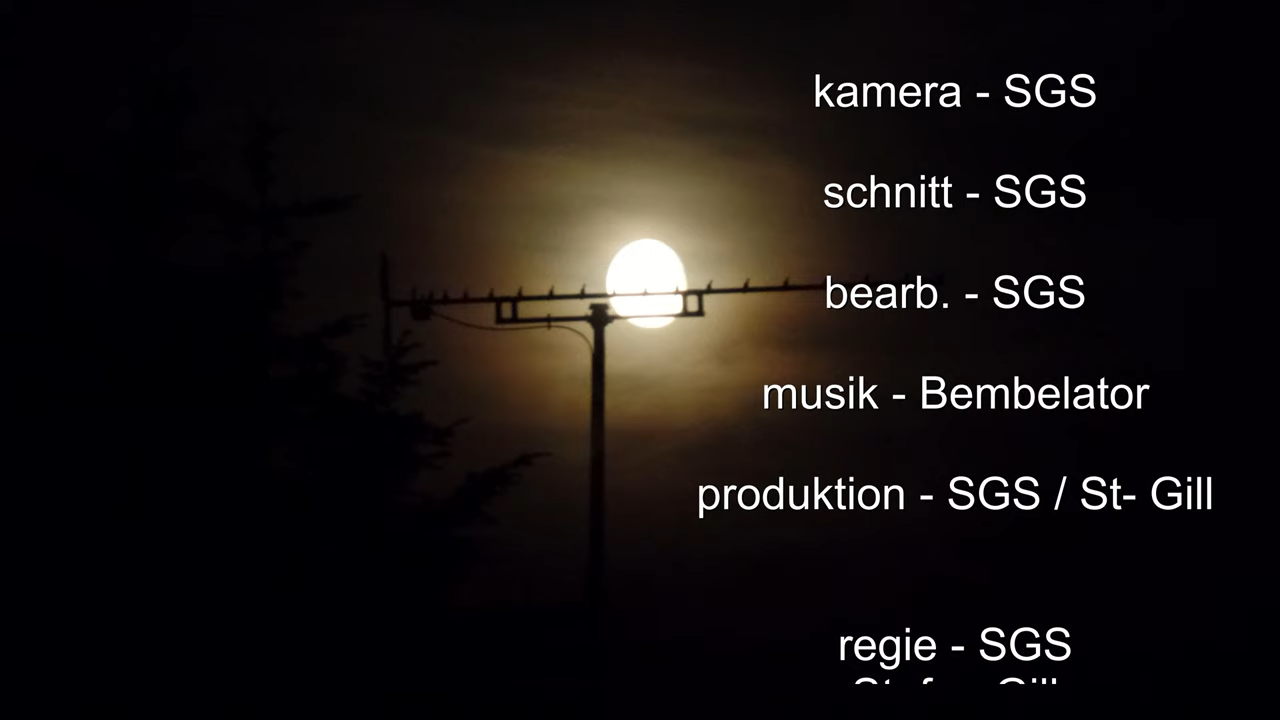 kamera - SGS
schnitt - SGS
bearb. - SGS
musik - Bembelator
produktion - SGS / St- Gill
regie - SGS